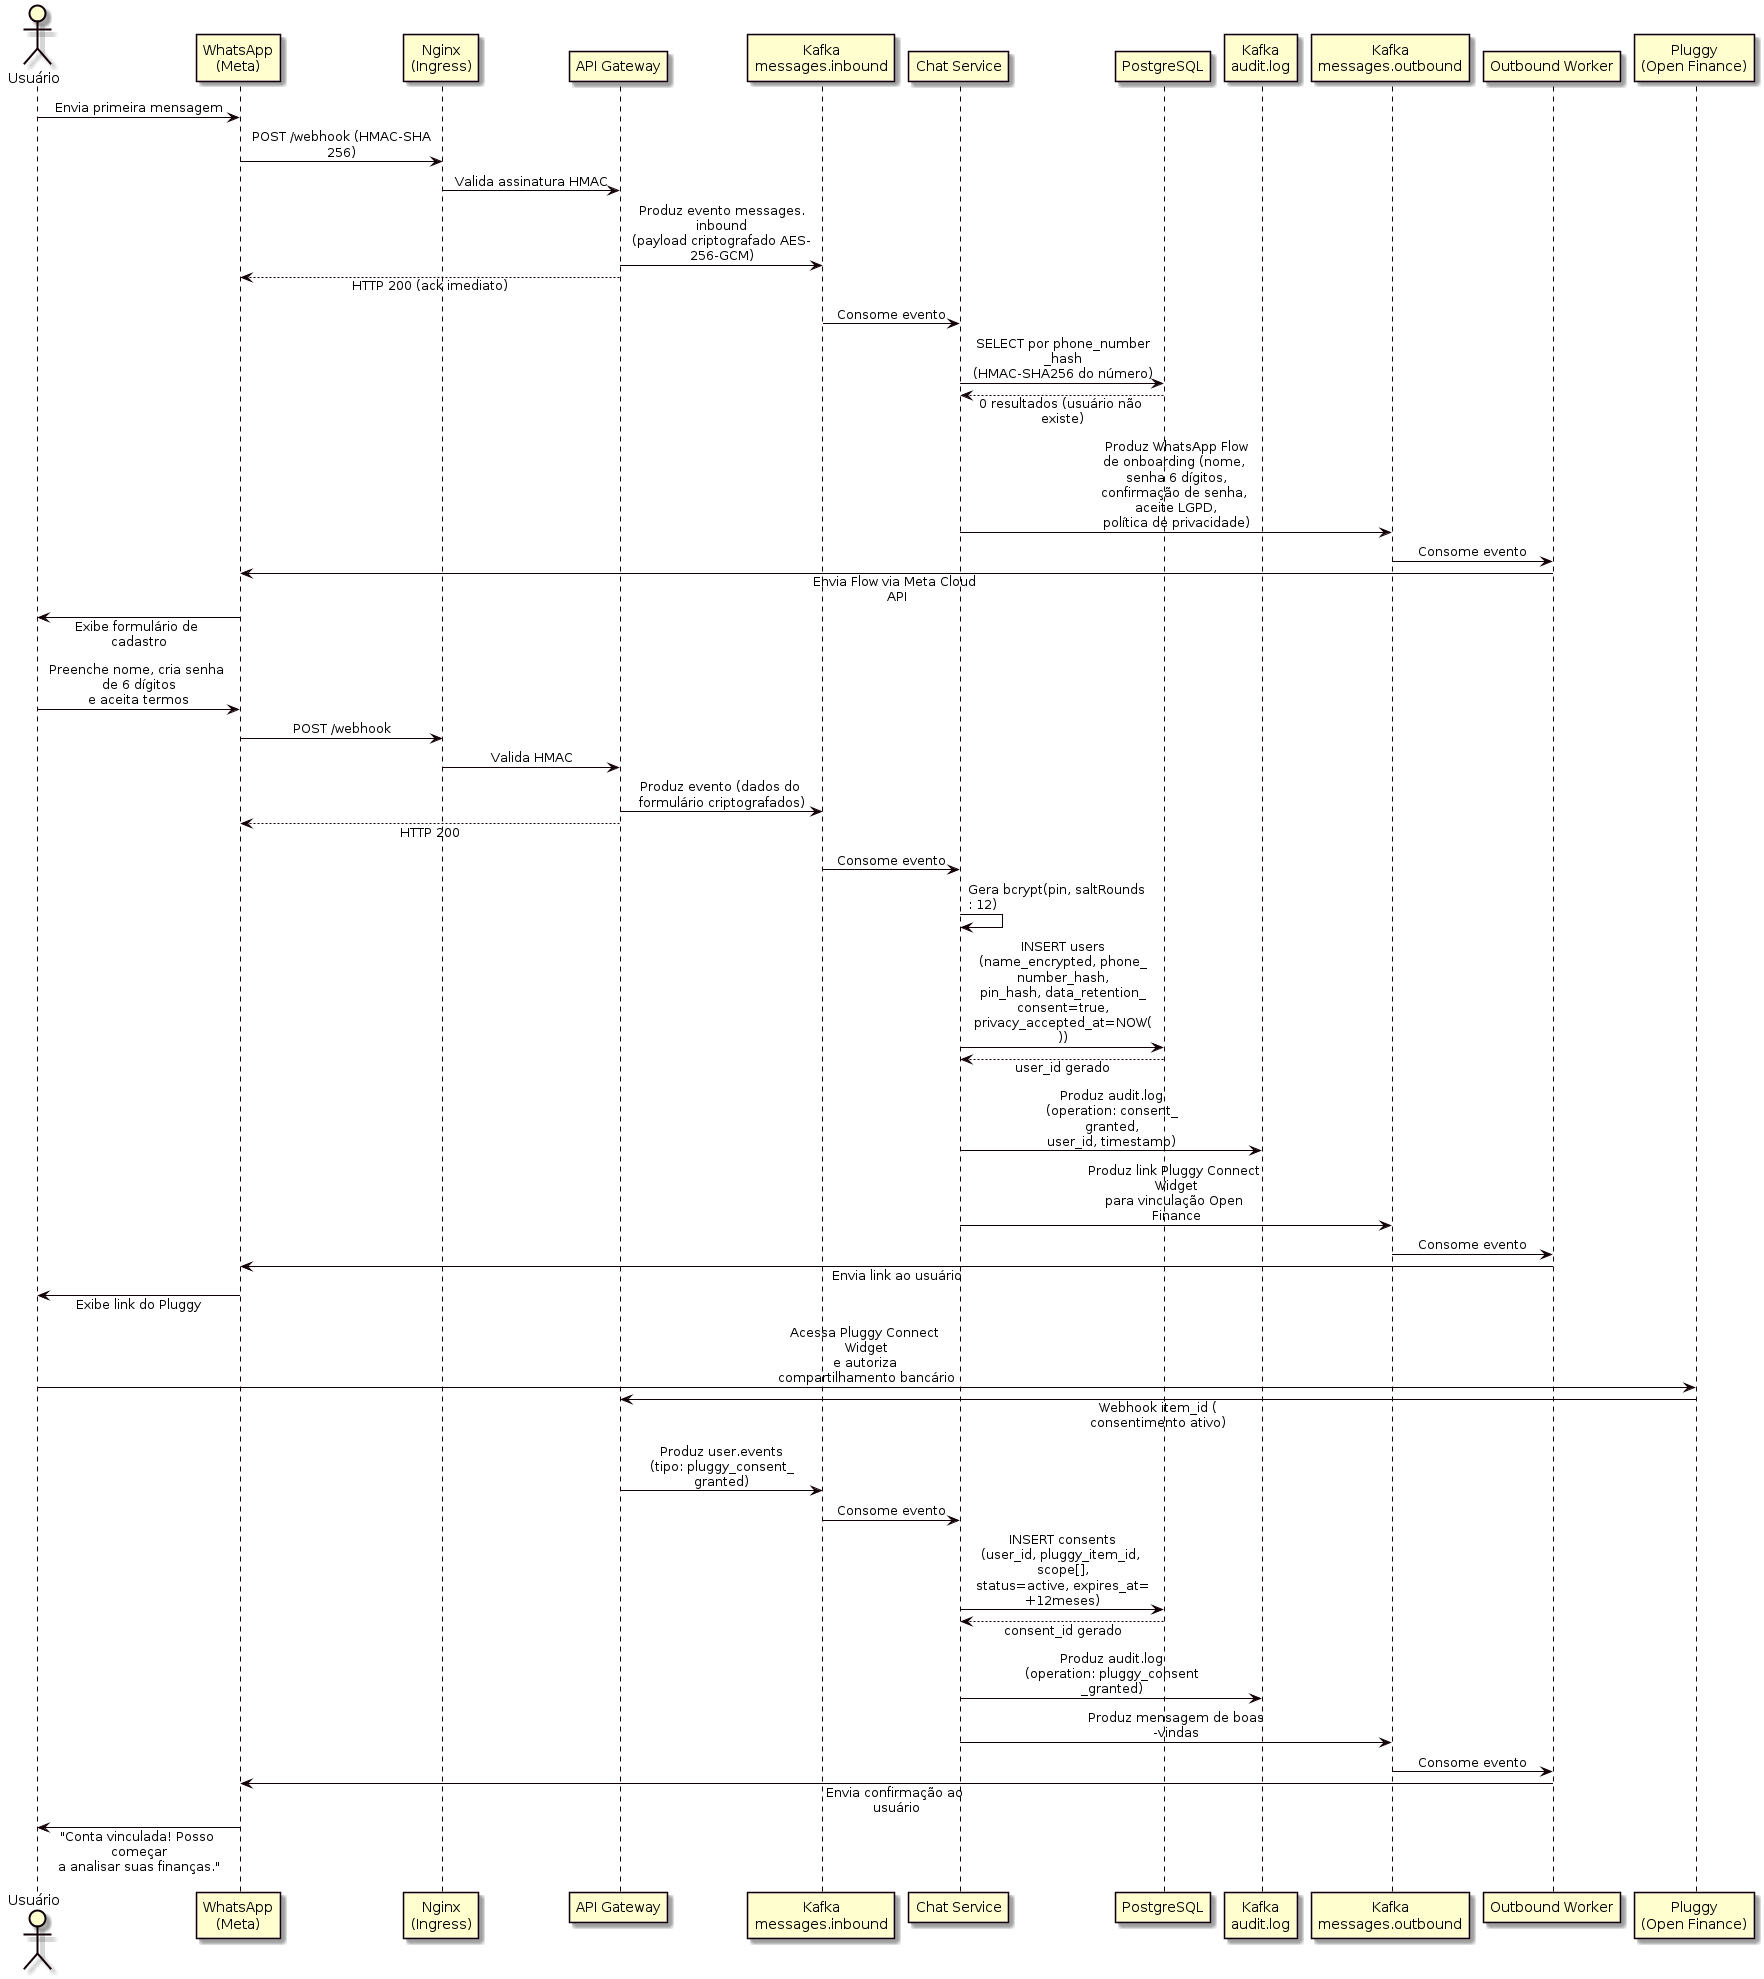 Usuário
WhatsApp
(Meta)
Nginx
(Ingress)
API Gateway
Kafka
messages.inbound
Chat Service
PostgreSQL
Kafka
audit.log
Kafka
messages.outbound
Outbound Worker
Pluggy
(Open Finance)
Envia primeira mensagem
POST /webhook (HMAC-SHA
256)
Valida assinatura HMAC
Produz evento messages.
inbound
(payload criptografado AES-
256-GCM)
HTTP 200 (ack imediato)
Consome evento
SELECT por phone_number
_hash
(HMAC-SHA256 do número)
0 resultados (usuário não
existe)
Produz WhatsApp Flow
de onboarding (nome,
senha 6 dígitos,
confirmação de senha,
aceite LGPD,
política de privacidade)
Consome evento
Envia Flow via Meta Cloud
API
Exibe formulário de
cadastro
Preenche nome, cria senha
de 6 dígitos
e aceita termos
POST /webhook
Valida HMAC
Produz evento (dados do
formulário criptografados)
HTTP 200
Consome evento
Gera bcrypt(pin, saltRounds
: 12)
INSERT users
(name_encrypted, phone_
number_hash,
pin_hash, data_retention_
consent=true,
privacy_accepted_at=NOW(
))
user_id gerado
Produz audit.log
(operation: consent_
granted,
user_id, timestamp)
Produz link Pluggy Connect
Widget
para vinculação Open
Finance
Consome evento
Envia link ao usuário
Exibe link do Pluggy
Acessa Pluggy Connect
Widget
e autoriza
compartilhamento bancário
Webhook item_id (
consentimento ativo)
Produz user.events
(tipo: pluggy_consent_
granted)
Consome evento
INSERT consents
(user_id, pluggy_item_id,
scope[],
status=active, expires_at=
+12meses)
consent_id gerado
Produz audit.log
(operation: pluggy_consent
_granted)
Produz mensagem de boas
-vindas
Consome evento
Envia confirmação ao
usuário
"Conta vinculada! Posso
começar
a analisar suas finanças."
Usuário
WhatsApp
(Meta)
Nginx
(Ingress)
API Gateway
Kafka
messages.inbound
Chat Service
PostgreSQL
Kafka
audit.log
Kafka
messages.outbound
Outbound Worker
Pluggy
(Open Finance)